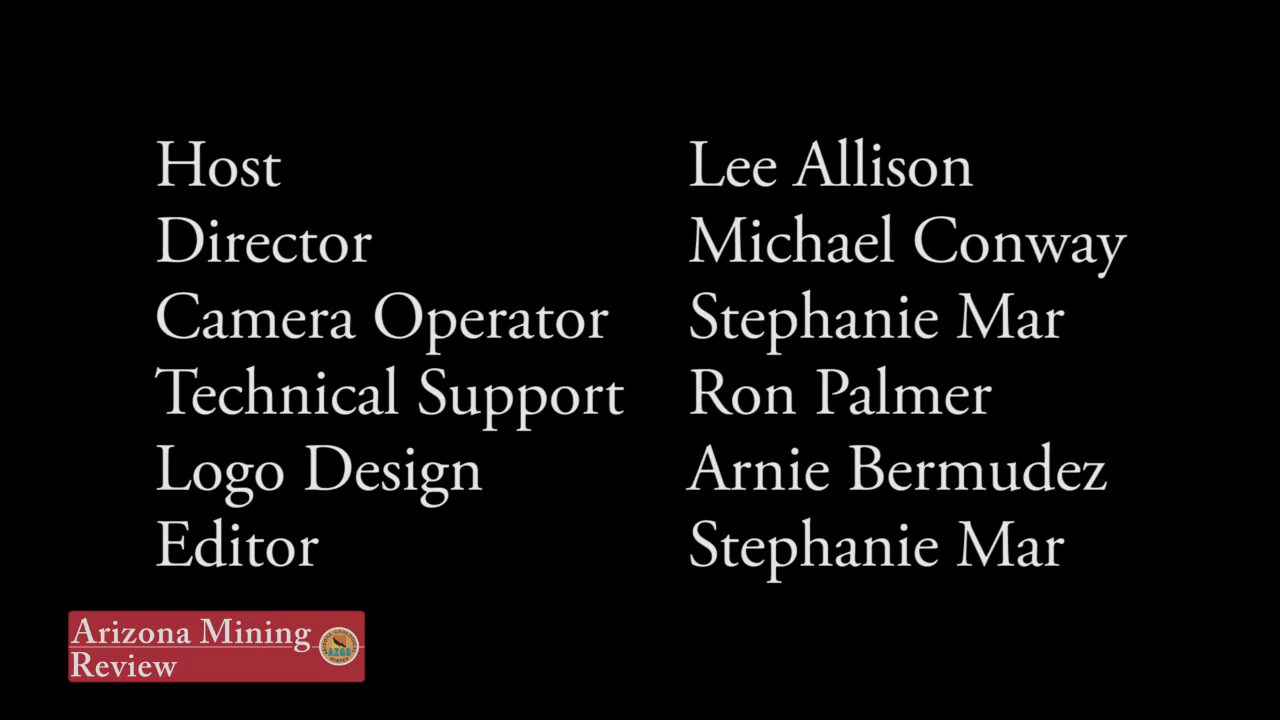 Host Lee Allison
Director Michael Conway
Camera Operator Stephanie Mar
Technical Support Ron Palmer
Logo Design Arnie Bermudez
Editor Stephanie Mar
Arizona Mining
Review
AZGS